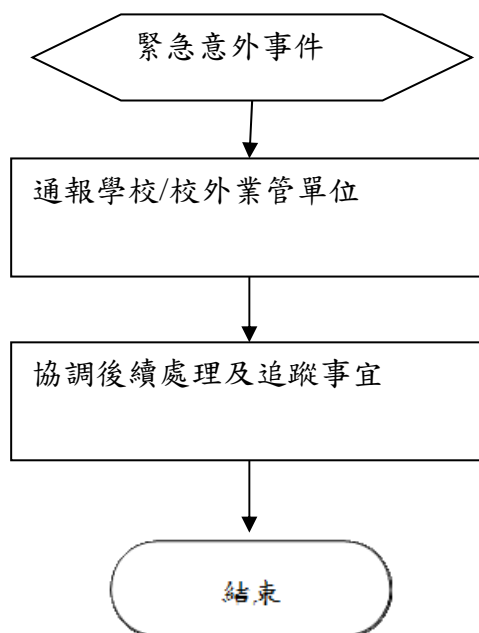 緊急意外事件
通報學校/校外業管單位
協調後續處理及追蹤事宜
結束